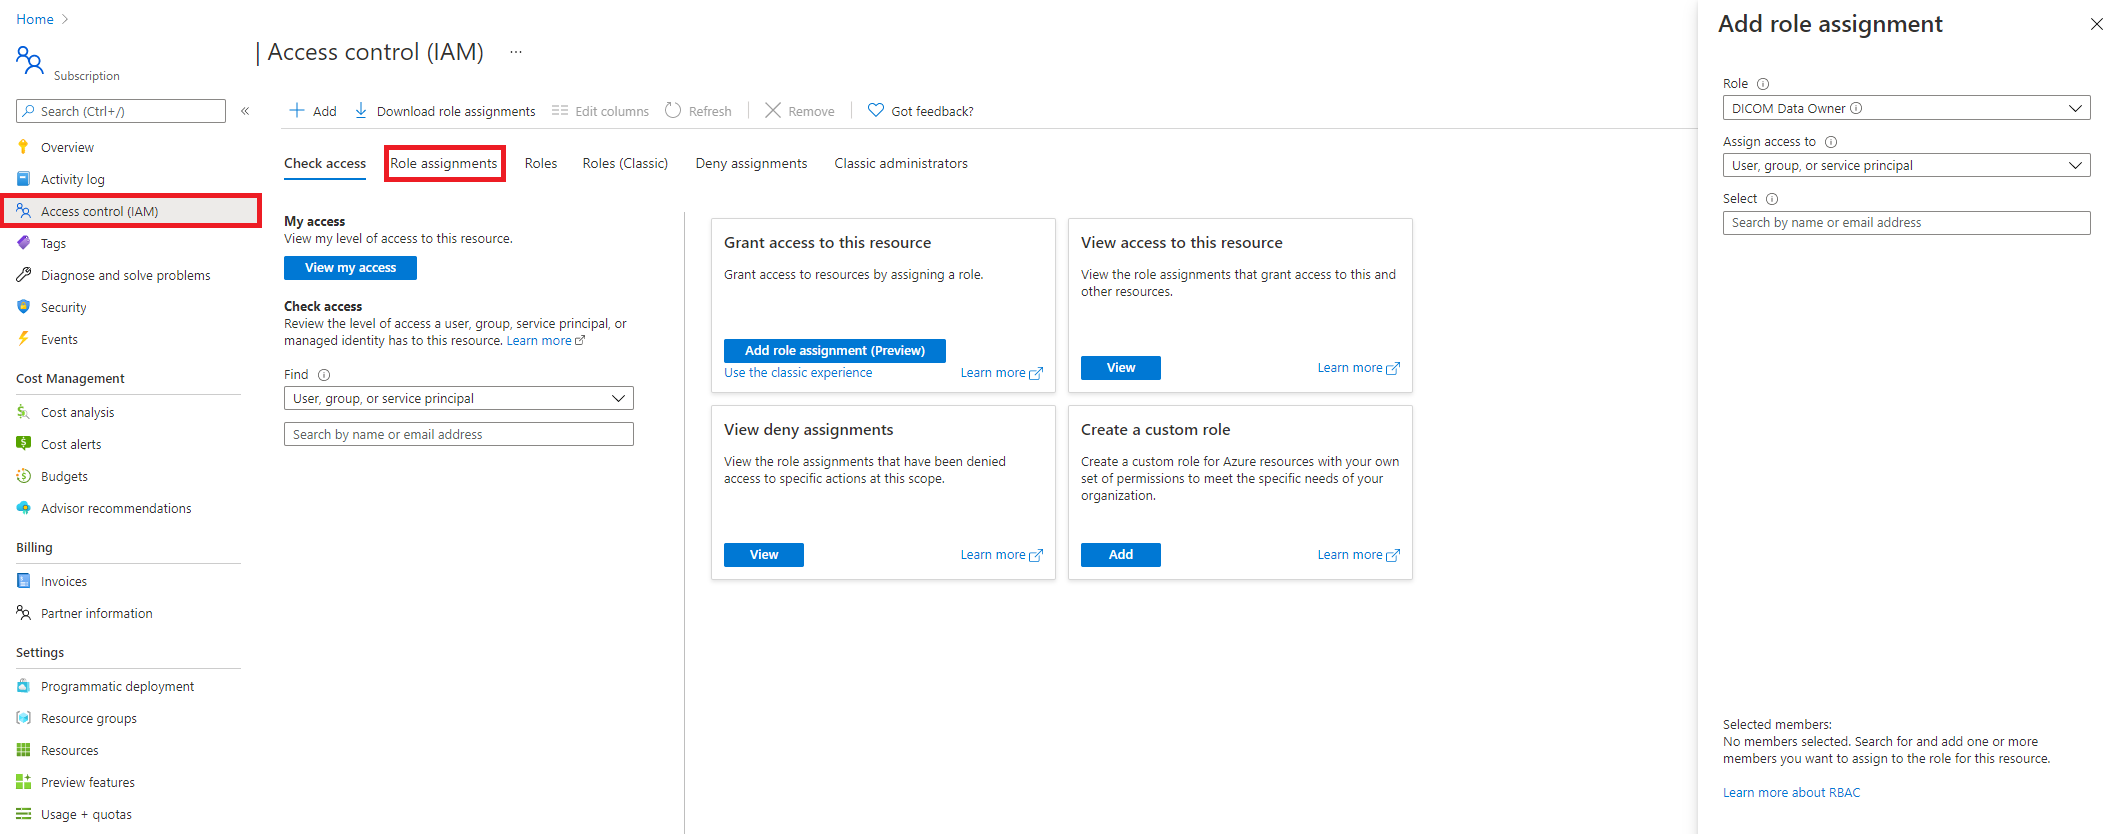 Home
Subscription
Search (Ctrl+/)
Overview
Activity log
Access control (IAM)
Tags
Diagnose and solve problems
Security
Events
Cost Management
Cost analysis
Cost alerts
Budgets
Advisor recommendations
Billing
Invoices
Partner information
Settings
Programmatic deployment
Resource groups
Resources
Preview features
Usage + quotas
| Access control (IAM) ...
Add
Download role assignments
Edit columns
Refresh
Remove
Got feedback?
Check access
Role assignments
Roles
Roles (Classic)
Deny assignments
Classic administrators
My access
View my level of access to this resource.
View my access
Check access
Review the level of access a user, group, service principal, or
managed identity has to this resource. Learn more
Find
User, group, or service principal
Search by name or email address
Grant access to this resource
Grant access to resources by assigning a role.
Add role assignment (Preview)
Use the classic experience
Learn more
View access to this resource
View the role assignments that grant access to this and
other resources.
View
Learn more
View deny assignments
View the role assignments that have been denied
access to specific actions at this scope.
View
Learn more
Create a custom role
Create a custom role for Azure resources with your own
set of permissions to meet the specific needs of your
organization.
Add
Learn more
Add role assignment
Role
DICOM Data Owner
Assign access to
User, group, or service principal
Select
Search by name or email address
Selected members:
No members selected. Search for and add one or more
members you want to assign to the role for this resource.
Learn more about RBAC